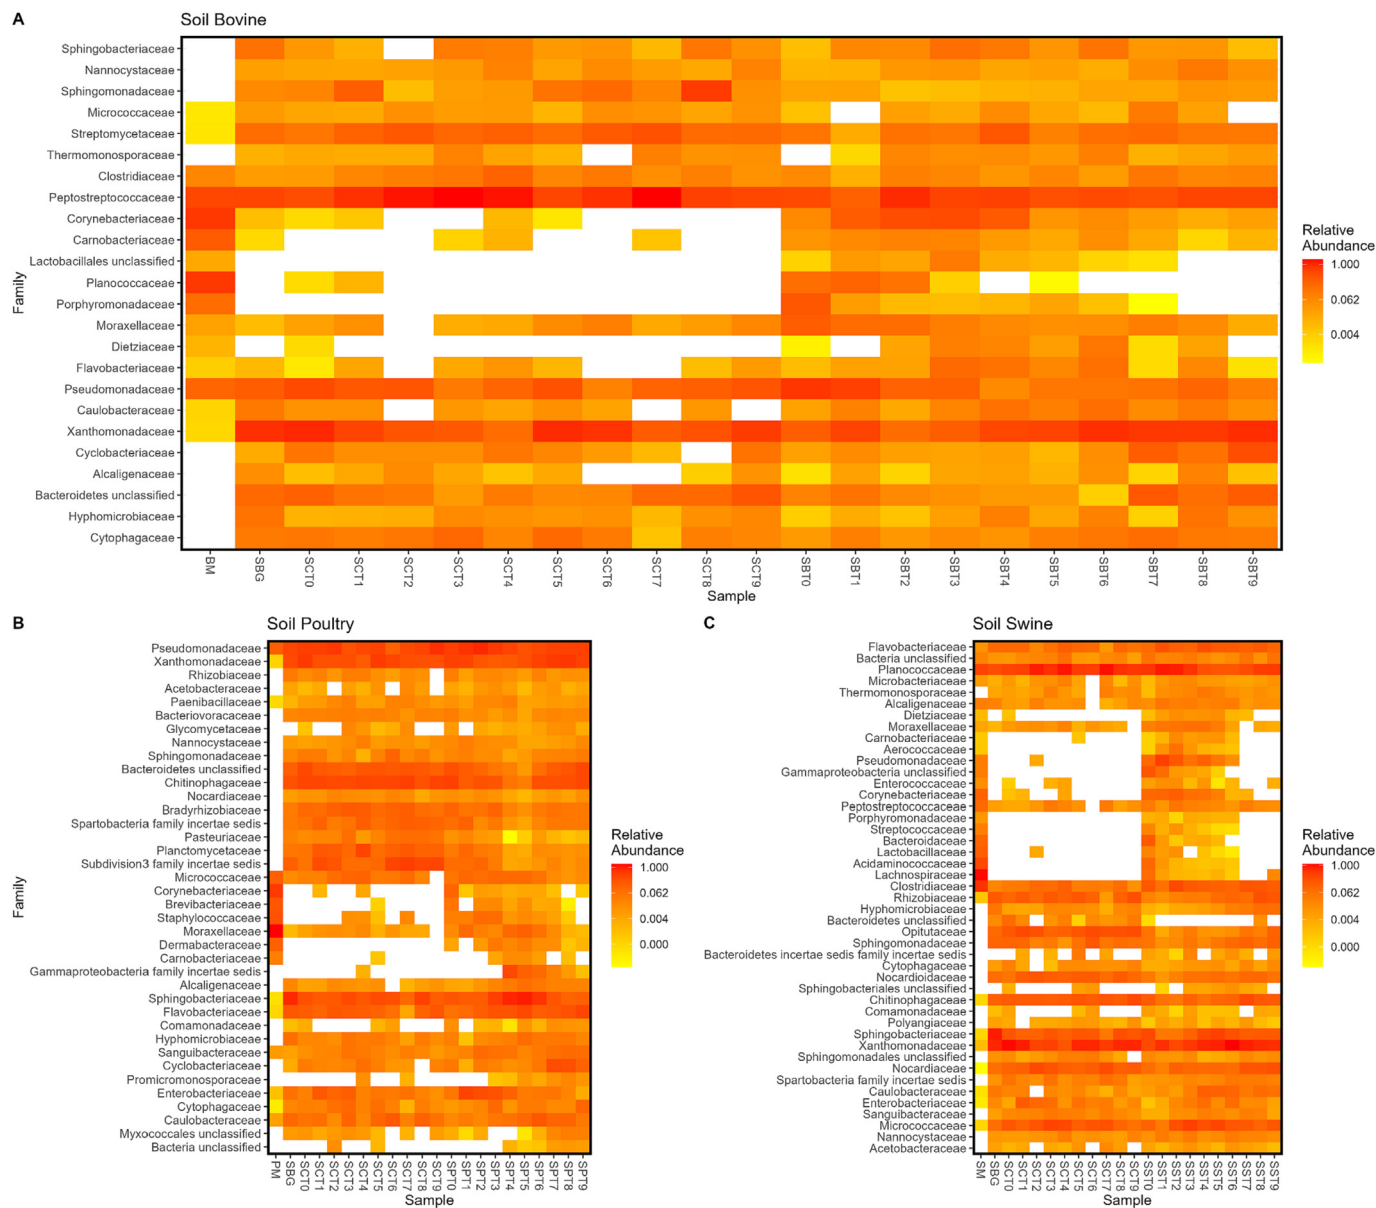 A
Soil Bovine
Sphingobacteriaceae
Nannocystaceae
Sphingomonadaceae
Micrococcaceae
Streptomycetaceae
Thermomonosporaceae
Clostridiaceae
Peptostreptococcaceae
Corynebacteriaceae
Carnobacteriaceae
Lactobacillales unclassified
Planococcaceae
Porphyromonadaceae
Moraxellaceae
Dietziaceae
Flavobacteriaceae
Pseudomonadaceae
Caulobacteraceae
Xanthomonadaceae
Cyclobacteriaceae
Alcaligenaceae
Bacteroidetes unclassified
Hyphomicrobiaceae
Cytophagaceae
Family
BM SBG SCT0 SCT1 SCT2 SCT3 SCT4 SCT5 SCT6 SCT7 SCT8 SCT9 SBT0 SBT1 SBT2 SBT3 SBT4 SBT5 SBT6 SBT7 SBT8 SBT9
Sample
Relative
Abundance
1.000
0.062
0.004
B
Soil Poultry
Pseudomonadaceae
Xanthomonadaceae
Rhizobiaceae
Acetobacteraceae
Paenibacillaceae
Bacteriovoracaceae
Glycomycetaceae
Nannocystaceae
Sphingomonadaceae
Bacteroidetes unclassified
Chitinophagaceae
Nocardiaceae
Bradyrhizobiaceae
Spartobacteria family incertae sedis
Pasteuriaceae
Planctomycetaceae
Subdivision3 family incertae sedis
Micrococcaceae
Corynebacteriaceae
Brevibacteriaceae
Staphylococcaceae
Moraxellaceae
Dermabacteraceae
Carnobacteriaceae
Gammaproteobacteria family incertae sedis
Alcaligenaceae
Sphingobacteriaceae
Flavobacteriaceae
Comamonadaceae
Hyphomicrobiaceae
Sanguibacteraceae
Cyclobacteriaceae
Promicromonosporaceae
Enterobacteriaceae
Cytophagaceae
Caulobacteraceae
Myxococcales unclassified
Bacteria unclassified
Family
PM SBG SCT0 SCT1 SCT2 SCT3 SCT4 SCT5 SCT6 SCT7 SCT8 SCT9 SPT0 SPT1 SPT2 SPT3 SPT4 SPT5 SPT6 SPT7 SPT8 SPT9
Sample
Relative
Abundance
1.000
0.062
0.004
0.000
C
Soil Swine
Flavobacteriaceae
Bacteria unclassified
Planococcaceae
Microbacteriaceae
Thermomonosporaceae
Alcaligenaceae
Dietziaceae
Moraxellaceae
Carnobacteriaceae
Aerococcaceae
Pseudomonadaceae
Gammaproteobacteria unclassified
Enterococcaceae
Corynebacteriaceae
Peptostreptococcaceae
Porphyromonadaceae
Streptococcaceae
Bacteroidaceae
Lactobacillaceae
Acidaminococcaceae
Lachnospiraceae
Clostridiaceae
Rhizobiaceae
Hyphomicrobiaceae
Bacteroidetes unclassified
Opitutaceae
Sphingomonadaceae
Bacteroidetes incertae sedis family incertae sedis
Cytophagaceae
Nocardioidaceae
Sphingobacteriales unclassified
Chitinophagaceae
Comamonadaceae
Polyangiaceae
Sphingobacteriaceae
Xanthomonadaceae
Sphingomonadales unclassified
Nocardiaceae
Spartobacteria family incertae sedis
Caulobacteraceae
Enterobacteriaceae
Sanguibacteraceae
Micrococcaceae
Nannocystaceae
Acetobacteraceae
SM SBG SCT0 SCT1 SCT2 SCT3 SCT4 SCT5 SCT6 SCT7 SCT8 SCT9 SST0 SST1 SST2 SST3 SST4 SST5 SST6 SST7 SST8 SST9
Sample
Relative
Abundance
1.000
0.062
0.004
0.000